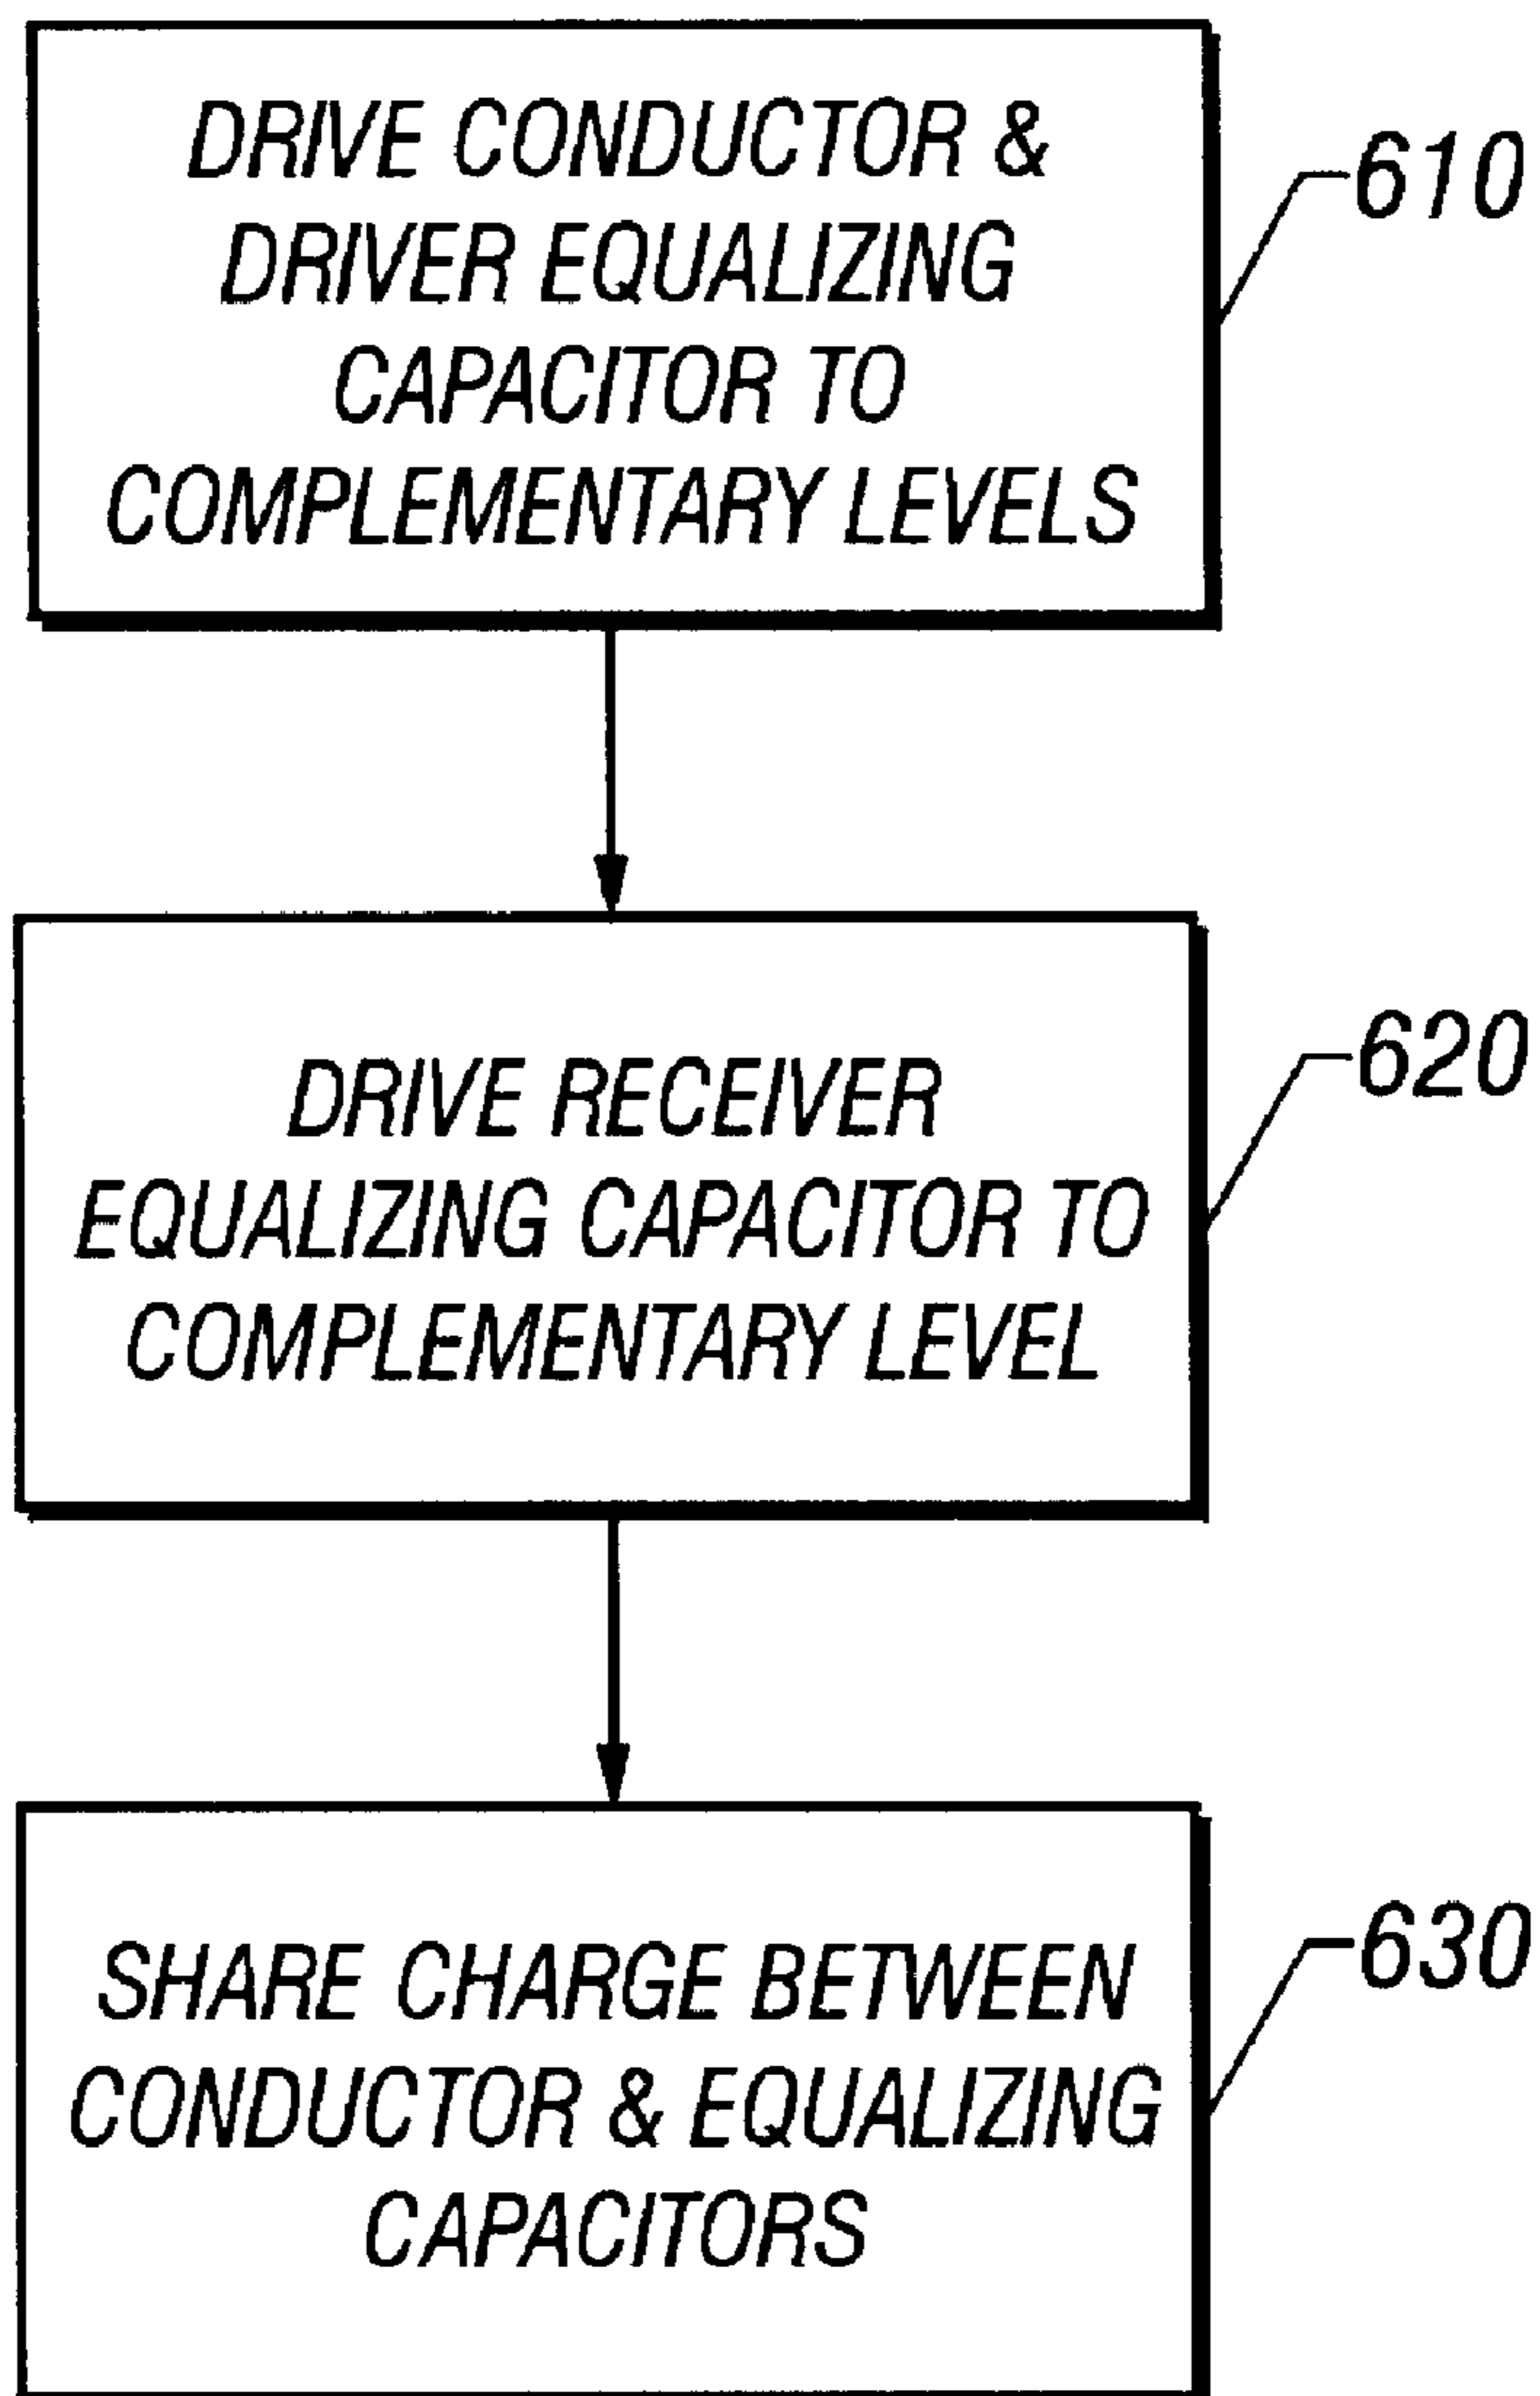 DRIVE CONDUCTOR &
DRIVER EQUALIZING
CAPACITOR TO
COMPLEMENTARY LEVELS
610
DRIVE RECEIVER
EQUALIZING CAPACITOR TO
COMPLEMENTARY LEVEL
620
SHARE CHARGE BETWEEN
CONDUCTOR & EQUALIZING
CAPACITORS
630